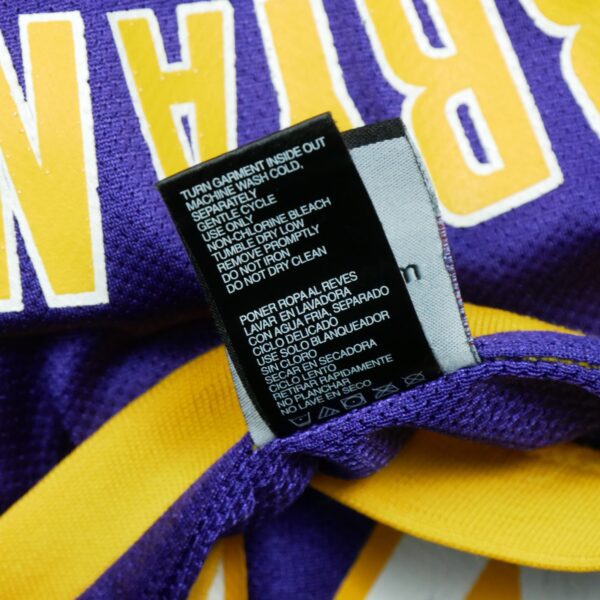 BRIAN
TURN GARMENT INSIDE OUT
MACHINE WASH COLD,
SEPARATELY
GENTLE CYCLE
USE ONLY
NON-CHLORINE BLEACH
TUMBLE DRY LOW
REMOVE PROMPTLY
DO NOT IRON
DO NOT DRY CLEAN
PONER ROPA AL REVES
LAVAR EN LAVADORA
CON AGUA FRIA, SEPARADO
CICLO DELICADO
USE SOLO BLANQUEADOR
SIN CLORO
SECAR EN SECADORA
CICLO LENTO
RETIRAR RAPIDAMENTE
NO PLANCHAR
NO LAVE EN SECO
m